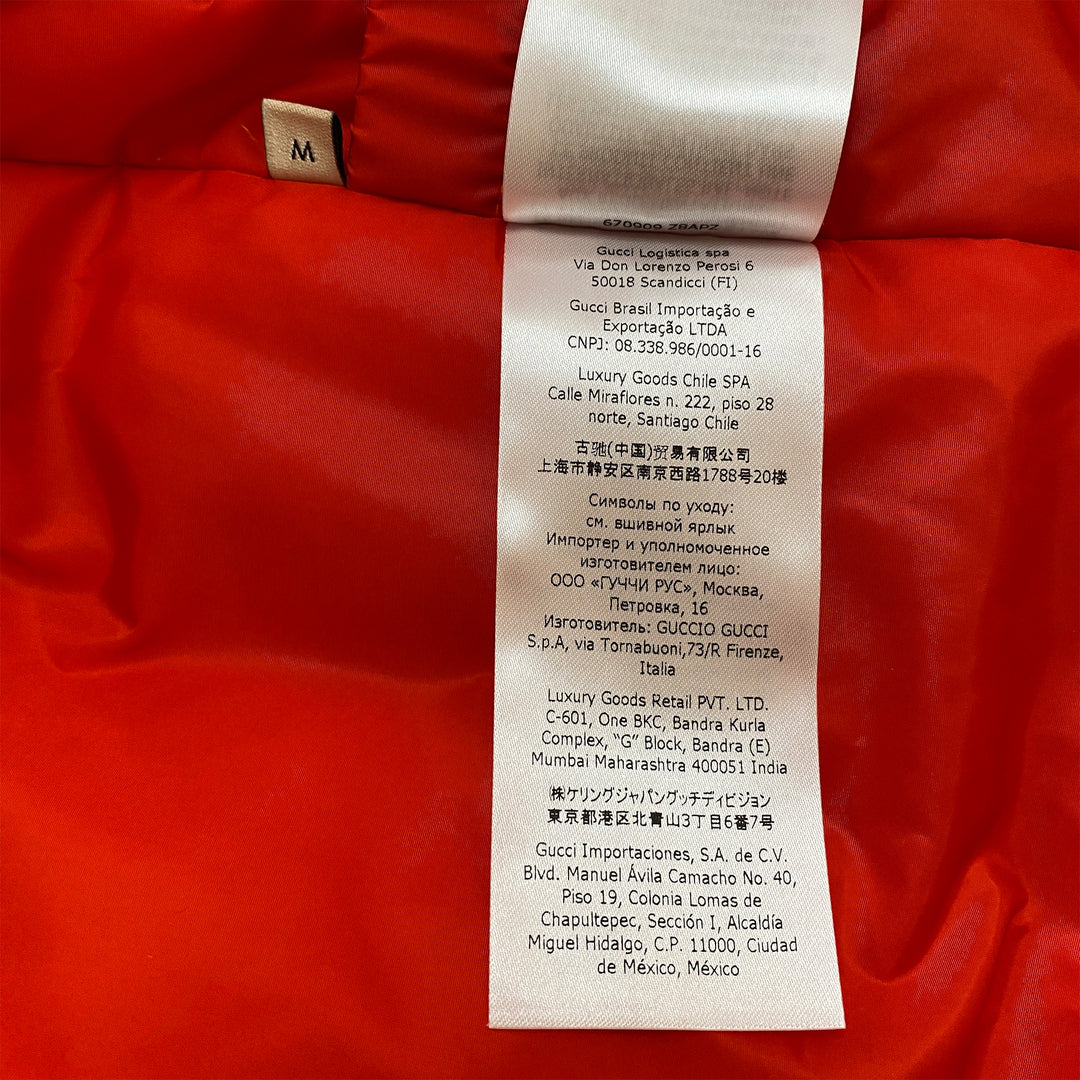 M
670909 Z8APZ
Gucci Logistica spa
Via Don Lorenzo Perosi 6
50018 Scandicci (FI)
Gucci Brasil Importação e
Exportação LTDA
CNPJ: 08.338.986/0001-16
Luxury Goods Chile SPA
Calle Miraflores n. 222, piso 28
norte, Santiago Chile
古驰(中国)贸易有限公司
上海市静安区南京西路1788号20楼
Символы по уходу:
см. вшивной ярлык
Импортер и уполномоченное
изготовителем лицо:
ООО «ГУЧЧИ РУС», Москва,
Петровка, 16
Изготовитель: GUCCIO GUCCI
S.p.A, via Tornabuoni,73/R Firenze,
Italia
Luxury Goods Retail PVT. LTD.
C-601, One BKC, Bandra Kurla
Complex, “G” Block, Bandra (E)
Mumbai Maharashtra 400051 India
㈱ケリングジャパングッチディビジョン
東京都港区北青山3丁目6番7号
Gucci Importaciones, S.A. de C.V.
Blvd. Manuel Ávila Camacho No. 40,
Piso 19, Colonia Lomas de
Chapultepec, Sección I, Alcaldía
Miguel Hidalgo, C.P. 11000, Ciudad
de México, México